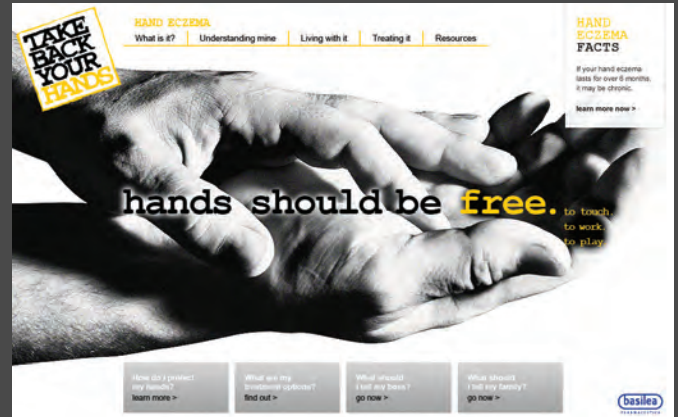 TAKE
BACK
YOUR
HANDS
HAND ECZEMA
What is it?
Understanding mine
Living with it
Treating it
Resources
HAND
ECZEMA
FACTS
If your hand eczema
lasts for over 6 months,
it may be chronic.
learn more now >
hands should be free.
to touch.
to work.
to play.
How do i protect
my hands?
learn more >
What are my
treatment options?
find out >
What should
i tell my boss?
go now >
What should
i tell my family?
go now >
basilea
PHARMACEUTICA